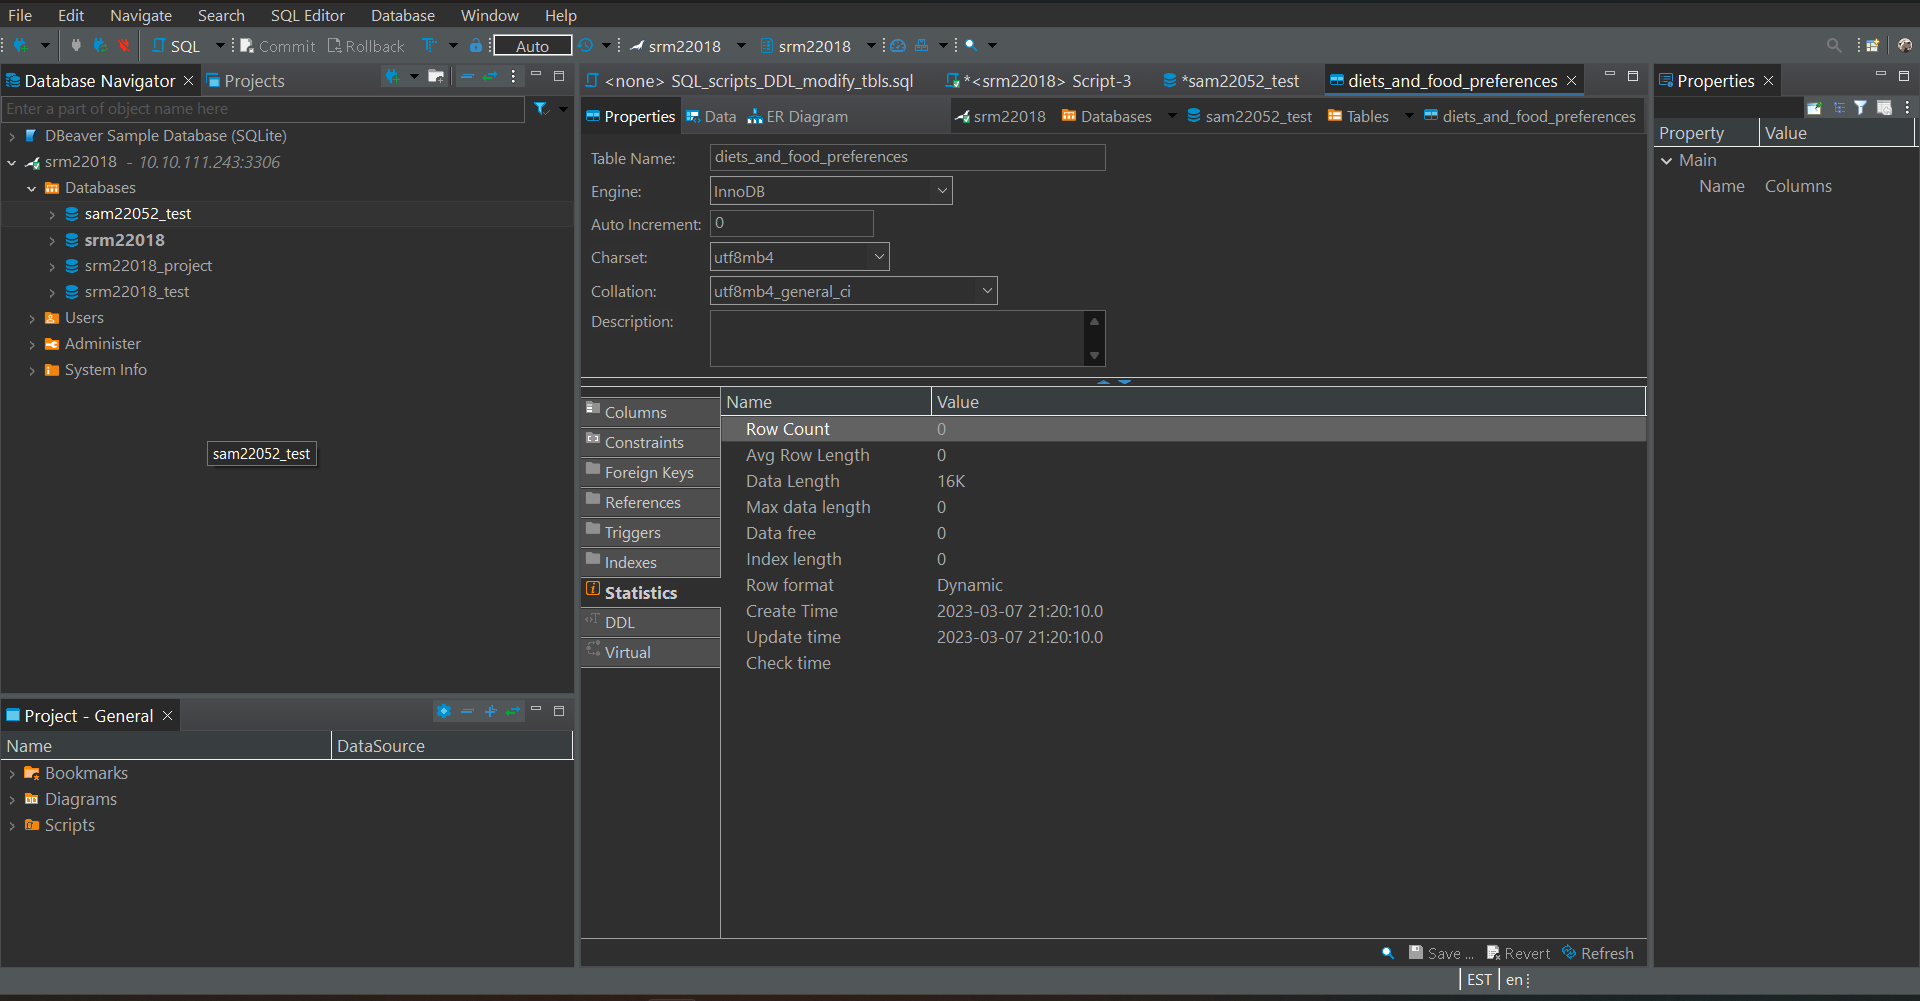 File Edit Navigate Search SQL Editor Database Window Help
SQL Commit Rollback Auto srm22018 srm22018
Database Navigator Projects
Enter a part of object name here
DBeaver Sample Database (SQLite)
srm22018 - 10.10.111.243:3306
Databases
sam22052_test
srm22018
srm22018_project
srm22018_test
Users
Administer
System Info
sam22052_test
Project - General
Name DataSource
Bookmarks
Diagrams
Scripts
<none> SQL_scripts_DDL_modify_tbls.sql *<srm22018> Script-3 *sam22052_test diets_and_food_preferences
Properties Data ER Diagram srm22018 Databases sam22052_test Tables diets_and_food_preferences
Table Name: diets_and_food_preferences
Engine: InnoDB
Auto Increment: 0
Charset: utf8mb4
Collation: utf8mb4_general_ci
Description:
Columns
Constraints
Foreign Keys
References
Triggers
Indexes
Statistics
DDL
Virtual
Name Value
Row Count 0
Avg Row Length 0
Data Length 16K
Max data length 0
Data free 0
Index length 0
Row format Dynamic
Create Time 2023-03-07 21:20:10.0
Update time 2023-03-07 21:20:10.0
Check time
Save ... Revert Refresh
Properties
Property Value
Main
Name Columns
EST en